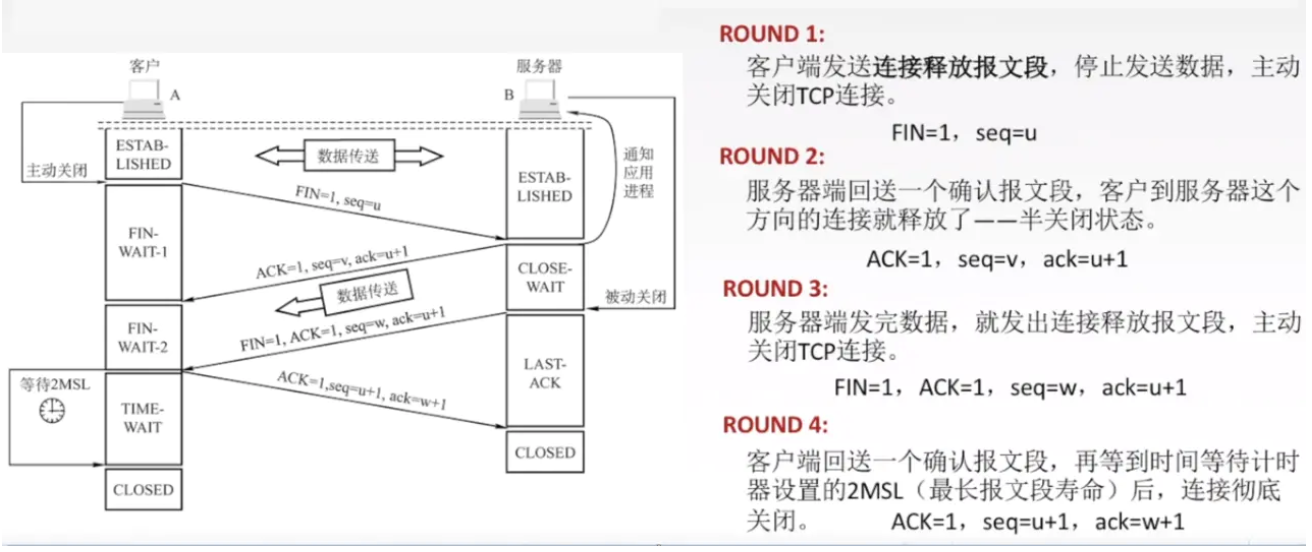 客户
A
服务器
B
ESTAB-
LISHED
主动关闭
数据传送
ESTAB-
LISHED
通知
应用
进程
FIN=1, seq=u
FIN-
WAIT-1
ACK=1, seq=v, ack=u+1
CLOSE-
WAIT
数据传送
被动关闭
FIN-
WAIT-2
FIN=1, ACK=1, seq=w, ack=u+1
LAST-
ACK
等待2MSL
ACK=1,seq=u+1, ack=w+1
TIME-
WAIT
CLOSED
CLOSED
ROUND 1:
客户端发送连接释放报文段，停止发送数据，主动
关闭TCP连接。
FIN=1，seq=u
ROUND 2:
服务器端回送一个确认报文段，客户到服务器这个
方向的连接就释放了——半关闭状态。
ACK=1，seq=v，ack=u+1
ROUND 3:
服务器端发完数据，就发出连接释放报文段，主动
关闭TCP连接。
FIN=1，ACK=1，seq=w，ack=u+1
ROUND 4:
客户端回送一个确认报文段，再等到时间等待计时
器设置的2MSL（最长报文段寿命）后，连接彻底
关闭。 ACK=1，seq=u+1，ack=w+1